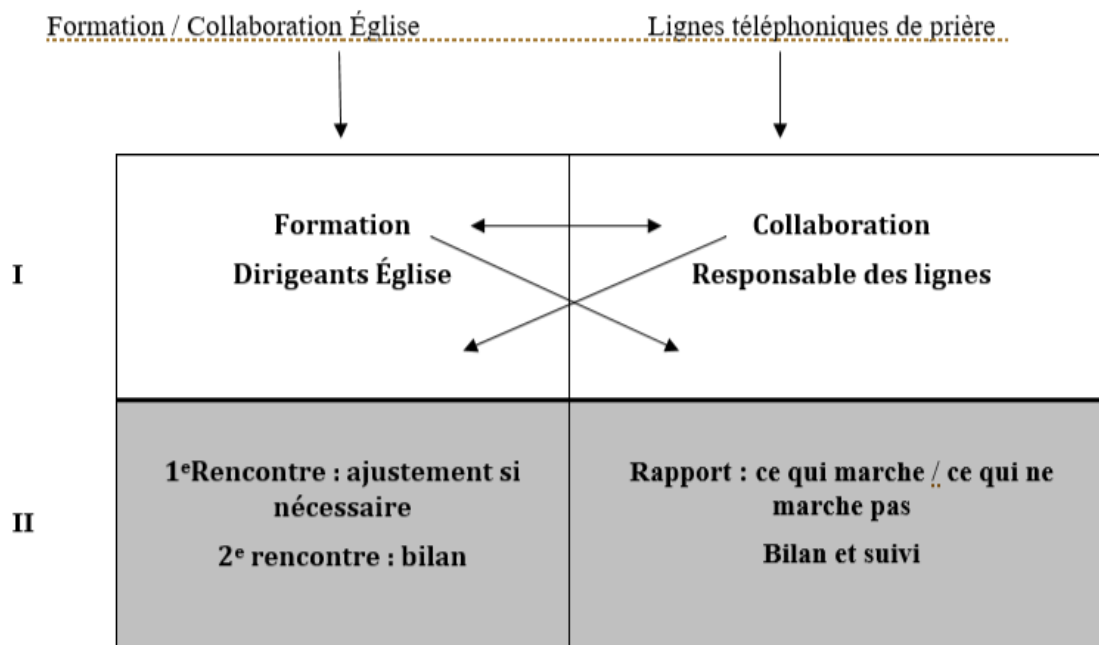 Formation / Collaboration Église
Lignes téléphoniques de prière
I
Formation
Dirigeants Église
Collaboration
Responsable des lignes
II
1eRencontre : ajustement si
nécessaire
2e rencontre : bilan
Rapport : ce qui marche / ce qui ne
marche pas
Bilan et suivi